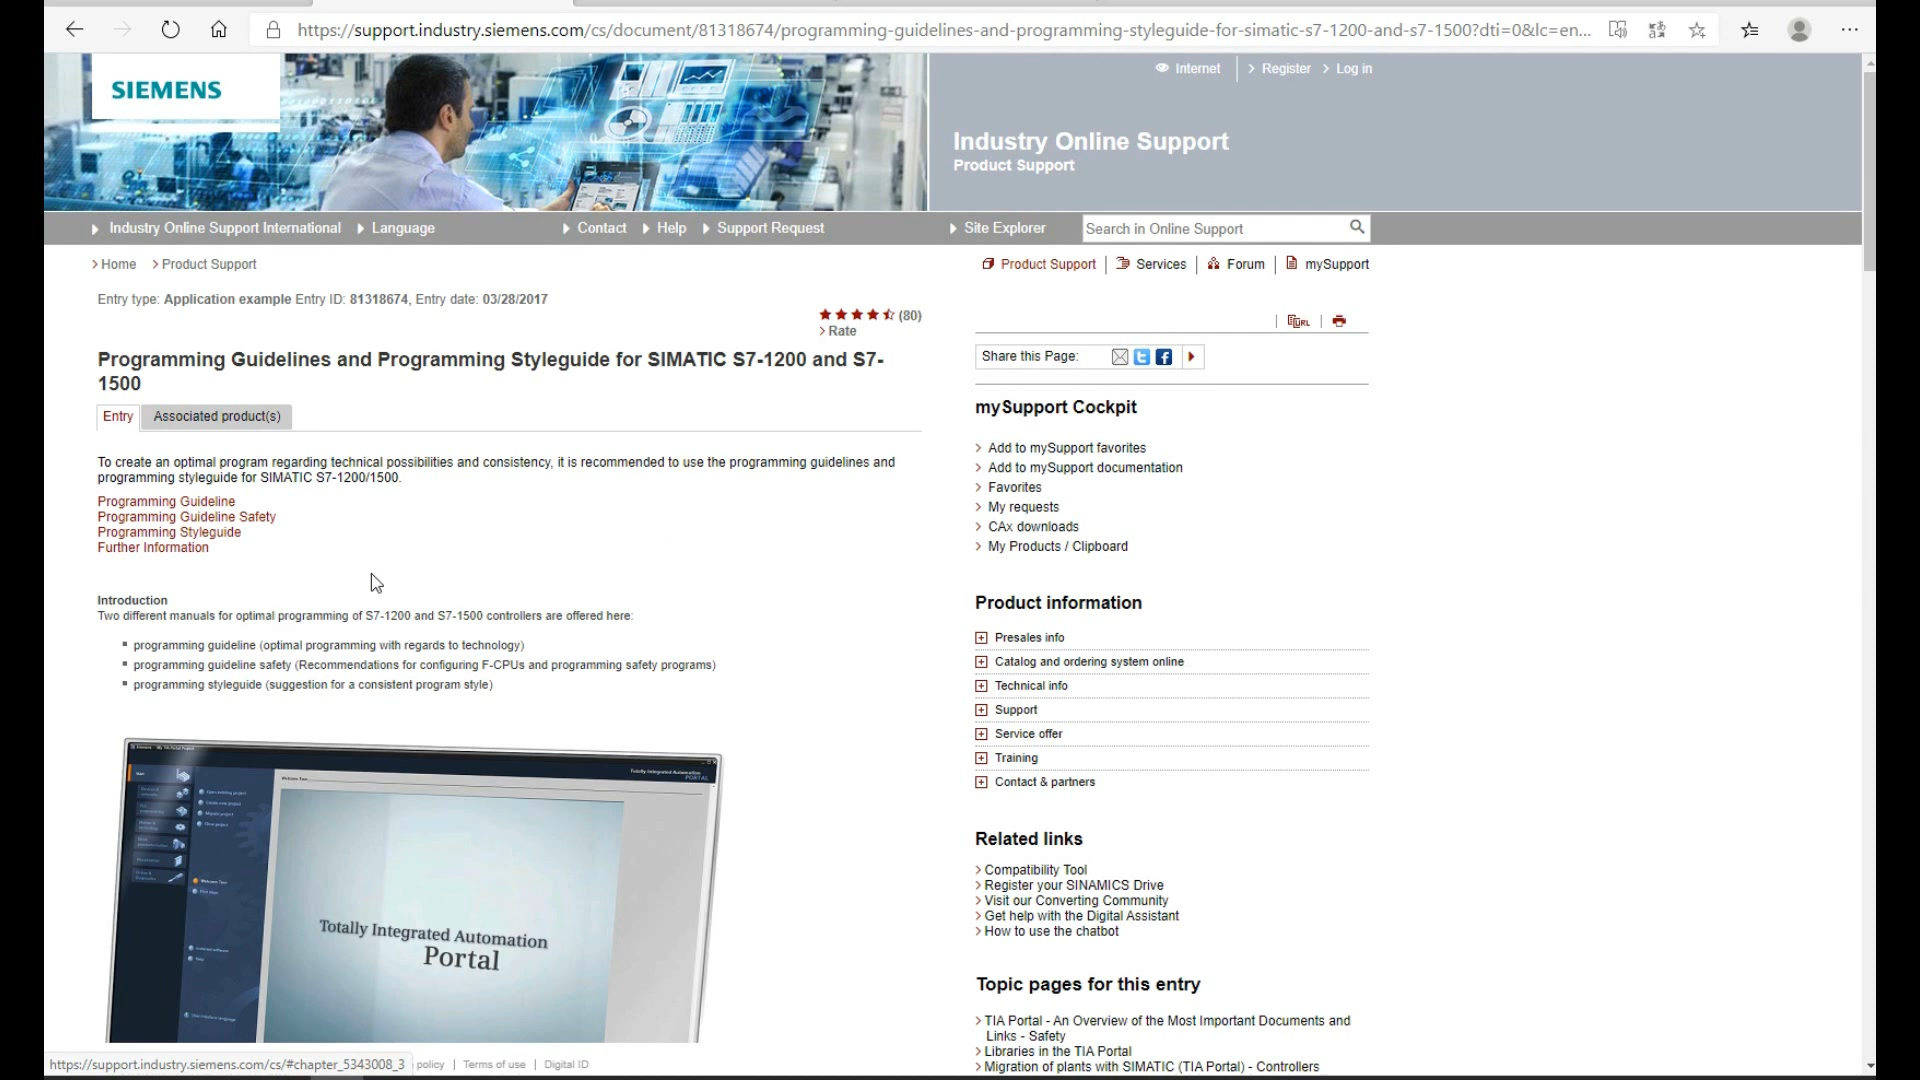 https://support.industry.siemens.com/cs/document/81318674/programming-guidelines-and-programming-styleguide-for-simatic-s7-1200-and-s7-1500?dti=0&lc=en...
SIEMENS
Internet
Register
Log in
Industry Online Support
Product Support
Industry Online Support International
Language
Contact
Help
Support Request
Site Explorer
Search in Online Support
> Home > Product Support
Product Support
Services
Forum
mySupport
Entry type: Application example Entry ID: 81318674, Entry date: 03/28/2017
(80)
> Rate
Programming Guidelines and Programming Styleguide for SIMATIC S7-1200 and S7-
1500
Entry
Associated product(s)
To create an optimal program regarding technical possibilities and consistency, it is recommended to use the programming guidelines and
programming styleguide for SIMATIC S7-1200/1500.
Programming Guideline
Programming Guideline Safety
Programming Styleguide
Further Information
Introduction
Two different manuals for optimal programming of S7-1200 and S7-1500 controllers are offered here:
programming guideline (optimal programming with regards to technology)
programming guideline safety (Recommendations for configuring F-CPUs and programming safety programs)
programming styleguide (suggestion for a consistent program style)
Totally Integrated Automation
PORTAL
Totally Integrated Automation
Portal
URL
Share this Page:
mySupport Cockpit
> Add to mySupport favorites
> Add to mySupport documentation
> Favorites
> My requests
> CAx downloads
> My Products / Clipboard
Product information
Presales info
Catalog and ordering system online
Technical info
Support
Service offer
Training
Contact & partners
Related links
> Compatibility Tool
> Register your SINAMICS Drive
> Visit our Converting Community
> Get help with the Digital Assistant
> How to use the chatbot
Topic pages for this entry
> TIA Portal - An Overview of the Most Important Documents and
Links - Safety
> Libraries in the TIA Portal
> Migration of plants with SIMATIC (TIA Portal) - Controllers
https://support.industry.siemens.com/cs/#chapter_5343008_3
policy | Terms of use | Digital ID